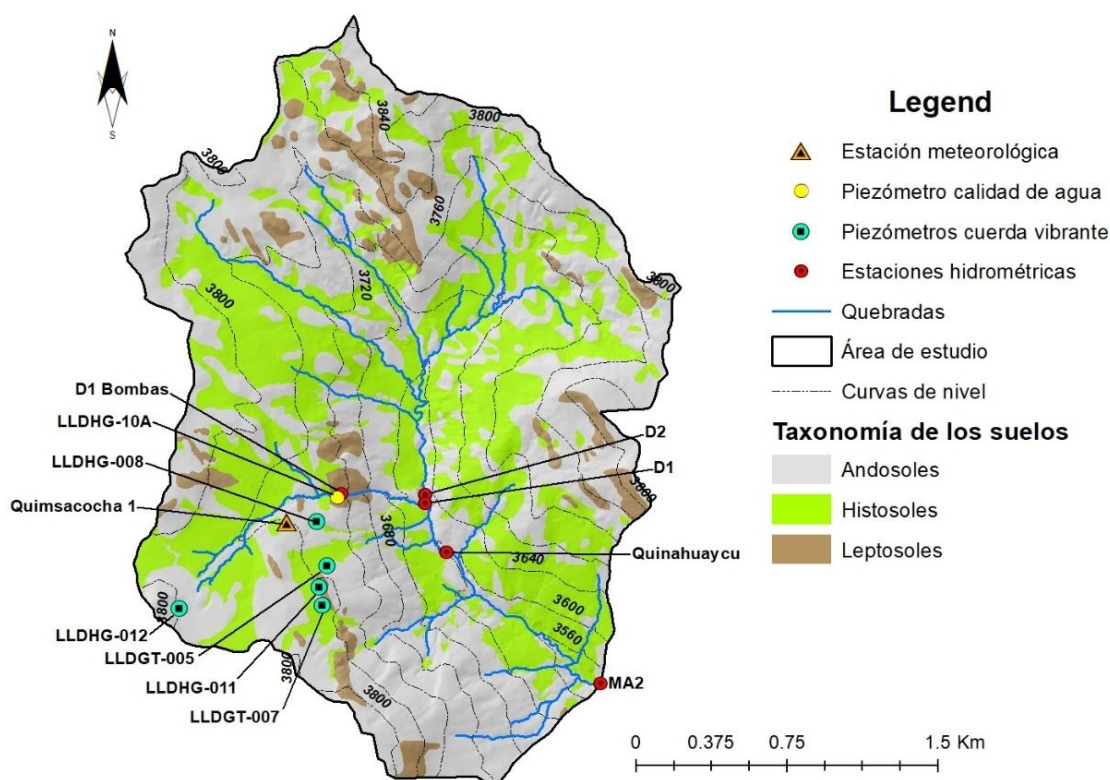 N
S
3800
3840
3800
3760
3720
3800
3800
3800
3680
3640
3600
3560
3800
3800
3800
D1 Bombas
LLDHG-10A
LLDHG-008
Quimsacocha 1
LLDHG-012
LLDGT-005
LLDHG-011
LLDGT-007
D2
D1
Quinahuaycu
MA2
Legend
Estación meteorológica
Piezómetro calidad de agua
Piezómetros cuerda vibrante
Estaciones hidrométricas
Quebradas
Área de estudio
Curvas de nivel
Taxonomía de los suelos
Andosoles
Histosoles
Leptosoles
0 0.375 0.75 1.5 Km